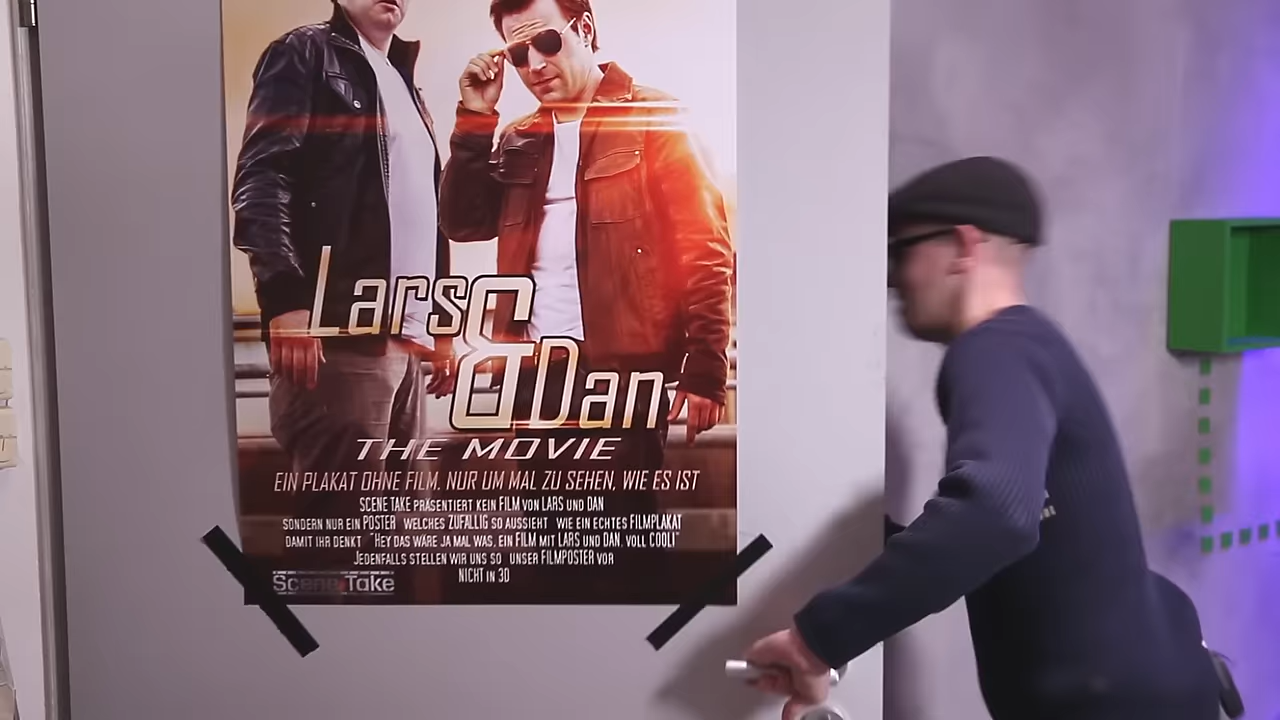 Lars
&
Dan
THE MOVIE
EIN PLAKAT OHNE FILM. NUR UM MAL ZU SEHEN, WIE ES IST
SCENE TAKE PRÄSENTIERT KEIN FILM VON LARS UND DAN
SONDERN NUR EIN POSTER WELCHES ZUFÄLLIG SO AUSSIEHT WIE EIN ECHTES FILMPLAKAT
DAMIT IHR DENKT "HEY DAS WÄRE JA MAL WAS, EIN FILM MIT LARS UND DAN. VOLL COOL!"
JEDENFALLS STELLEN WIR UNS SO UNSER FILMPOSTER VOR
NICHT IN 3D
Scene Take